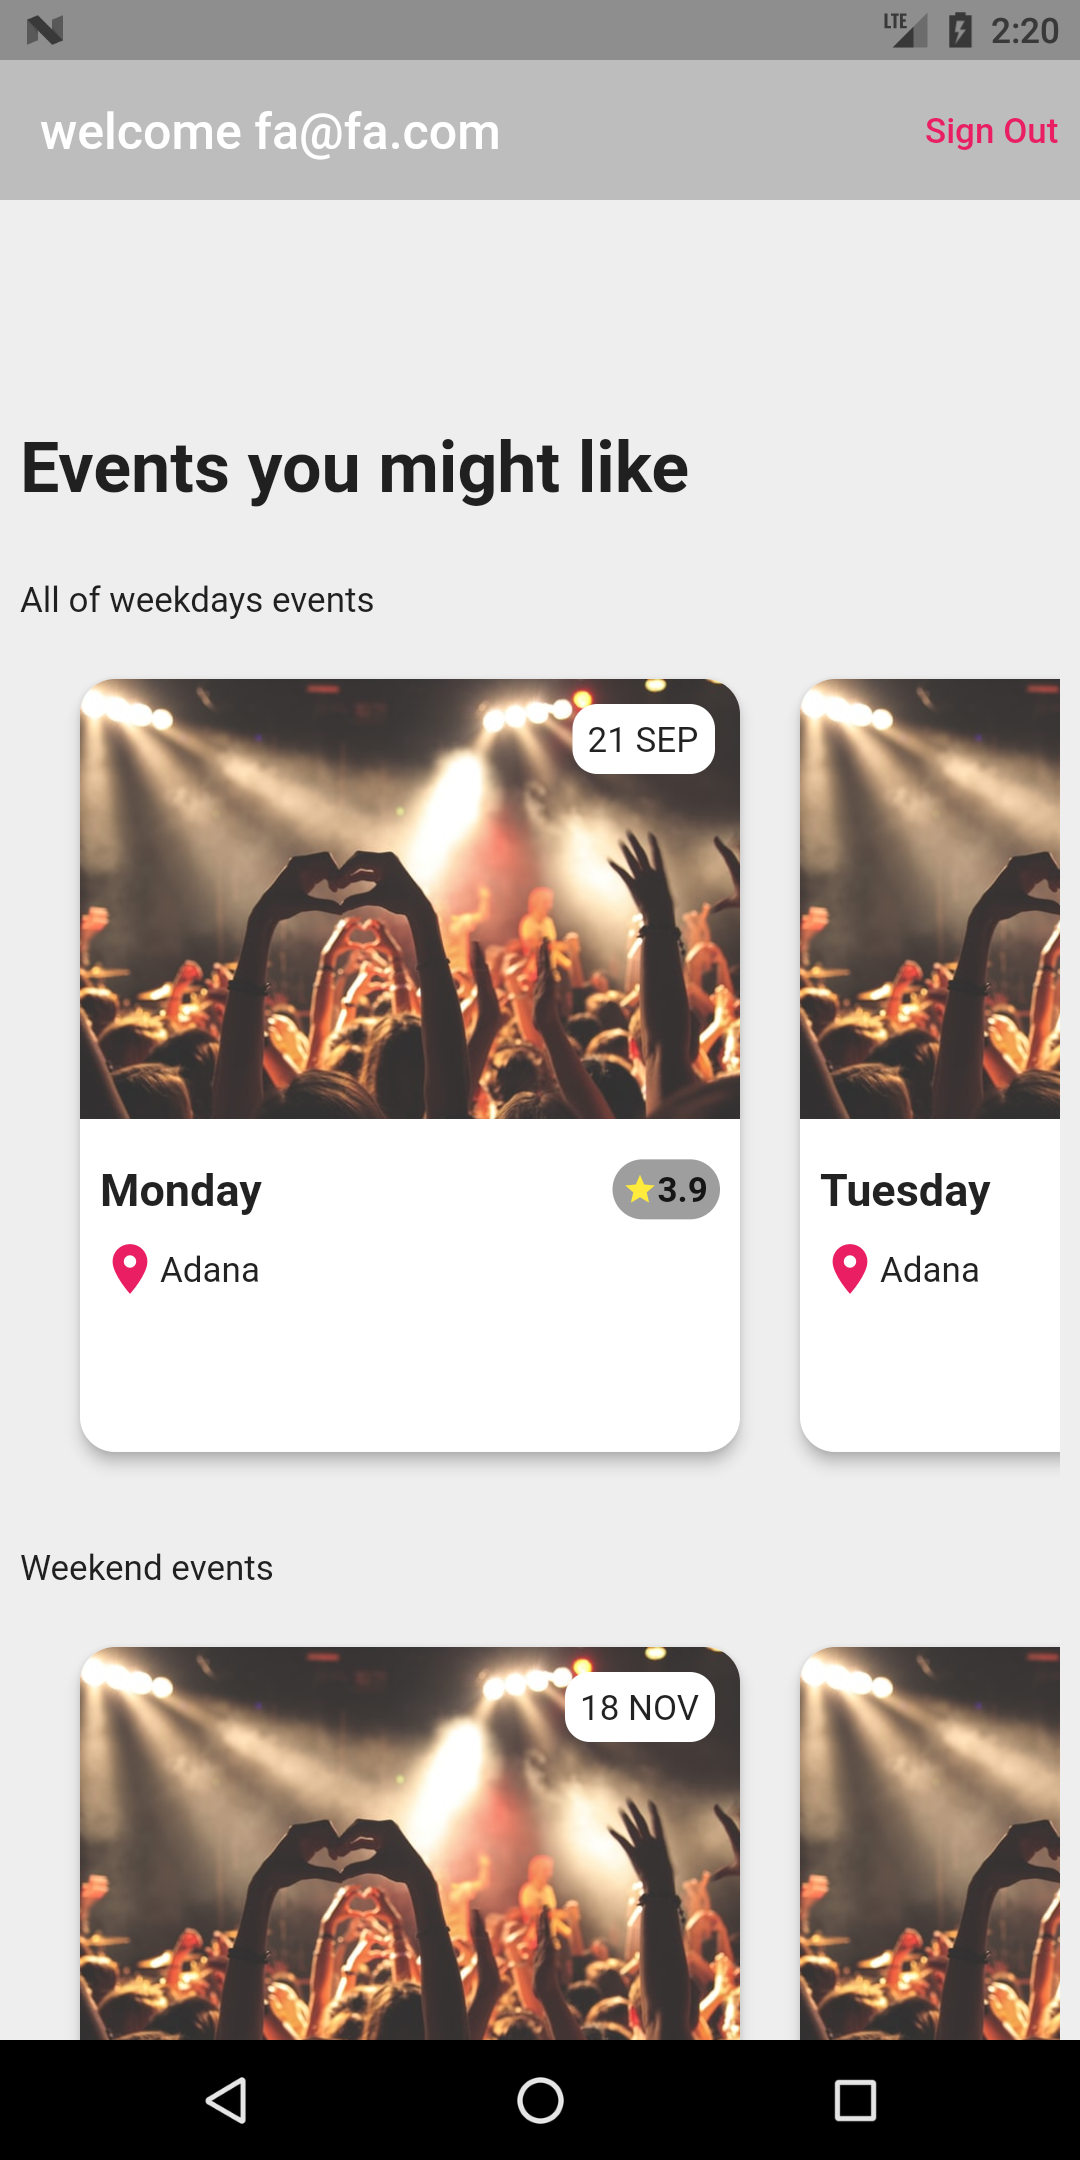 LTE 2:20
welcome fa@fa.com Sign Out
Events you might like
All of weekdays events
21 SEP
Monday 3.9 Tuesday
Adana Adana
Weekend events
18 NOV